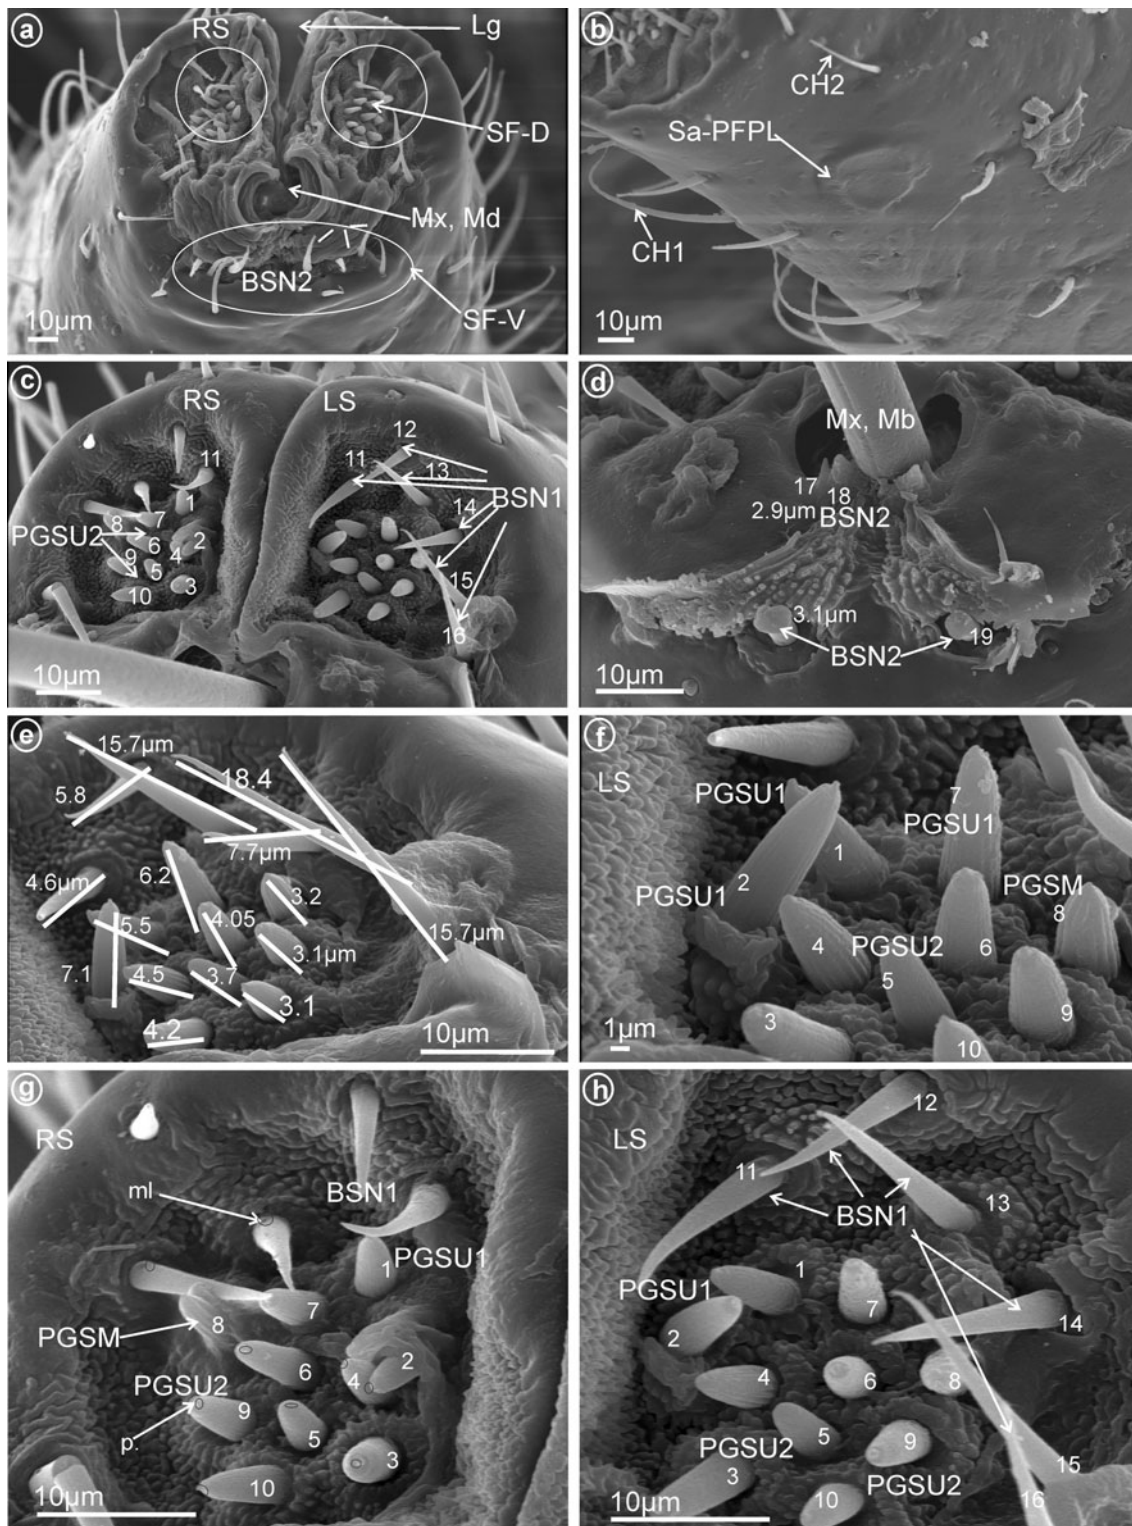 a
RS
Lg
SF-D
Mx, Md
BSN2
SF-V
10µm
b
CH2
Sa-PFPL
CH1
10µm
c
RS
LS
12
11
11
13
1
BSN1
14
8
7
PGSU2
6
4
2
9
5
3
15
10
16
10µm
d
Mx, Mb
17
18
2.9µm
BSN2
3.1µm
19
BSN2
10µm
e
15.7µm
18.4
5.8
7.7µm
4.6µm
6.2
3.2
4.05
5.5
3.1µm
15.7µm
7.1
4.5
3.7
3.1
4.2
10µm
f
LS
PGSU1
7
PGSU1
1
PGSU1
2
PGSM
8
4
PGSU2
6
5
3
9
1µm
10
g
RS
ml
BSN1
PGSU1
1
7
8
PGSM
6
2
4
PGSU2
9
5
p.
3
10
10µm
h
LS
12
11
BSN1
13
PGSU1
1
7
14
2
4
6
8
5
9
PGSU2
3
PGSU2
15
10
16
10µm